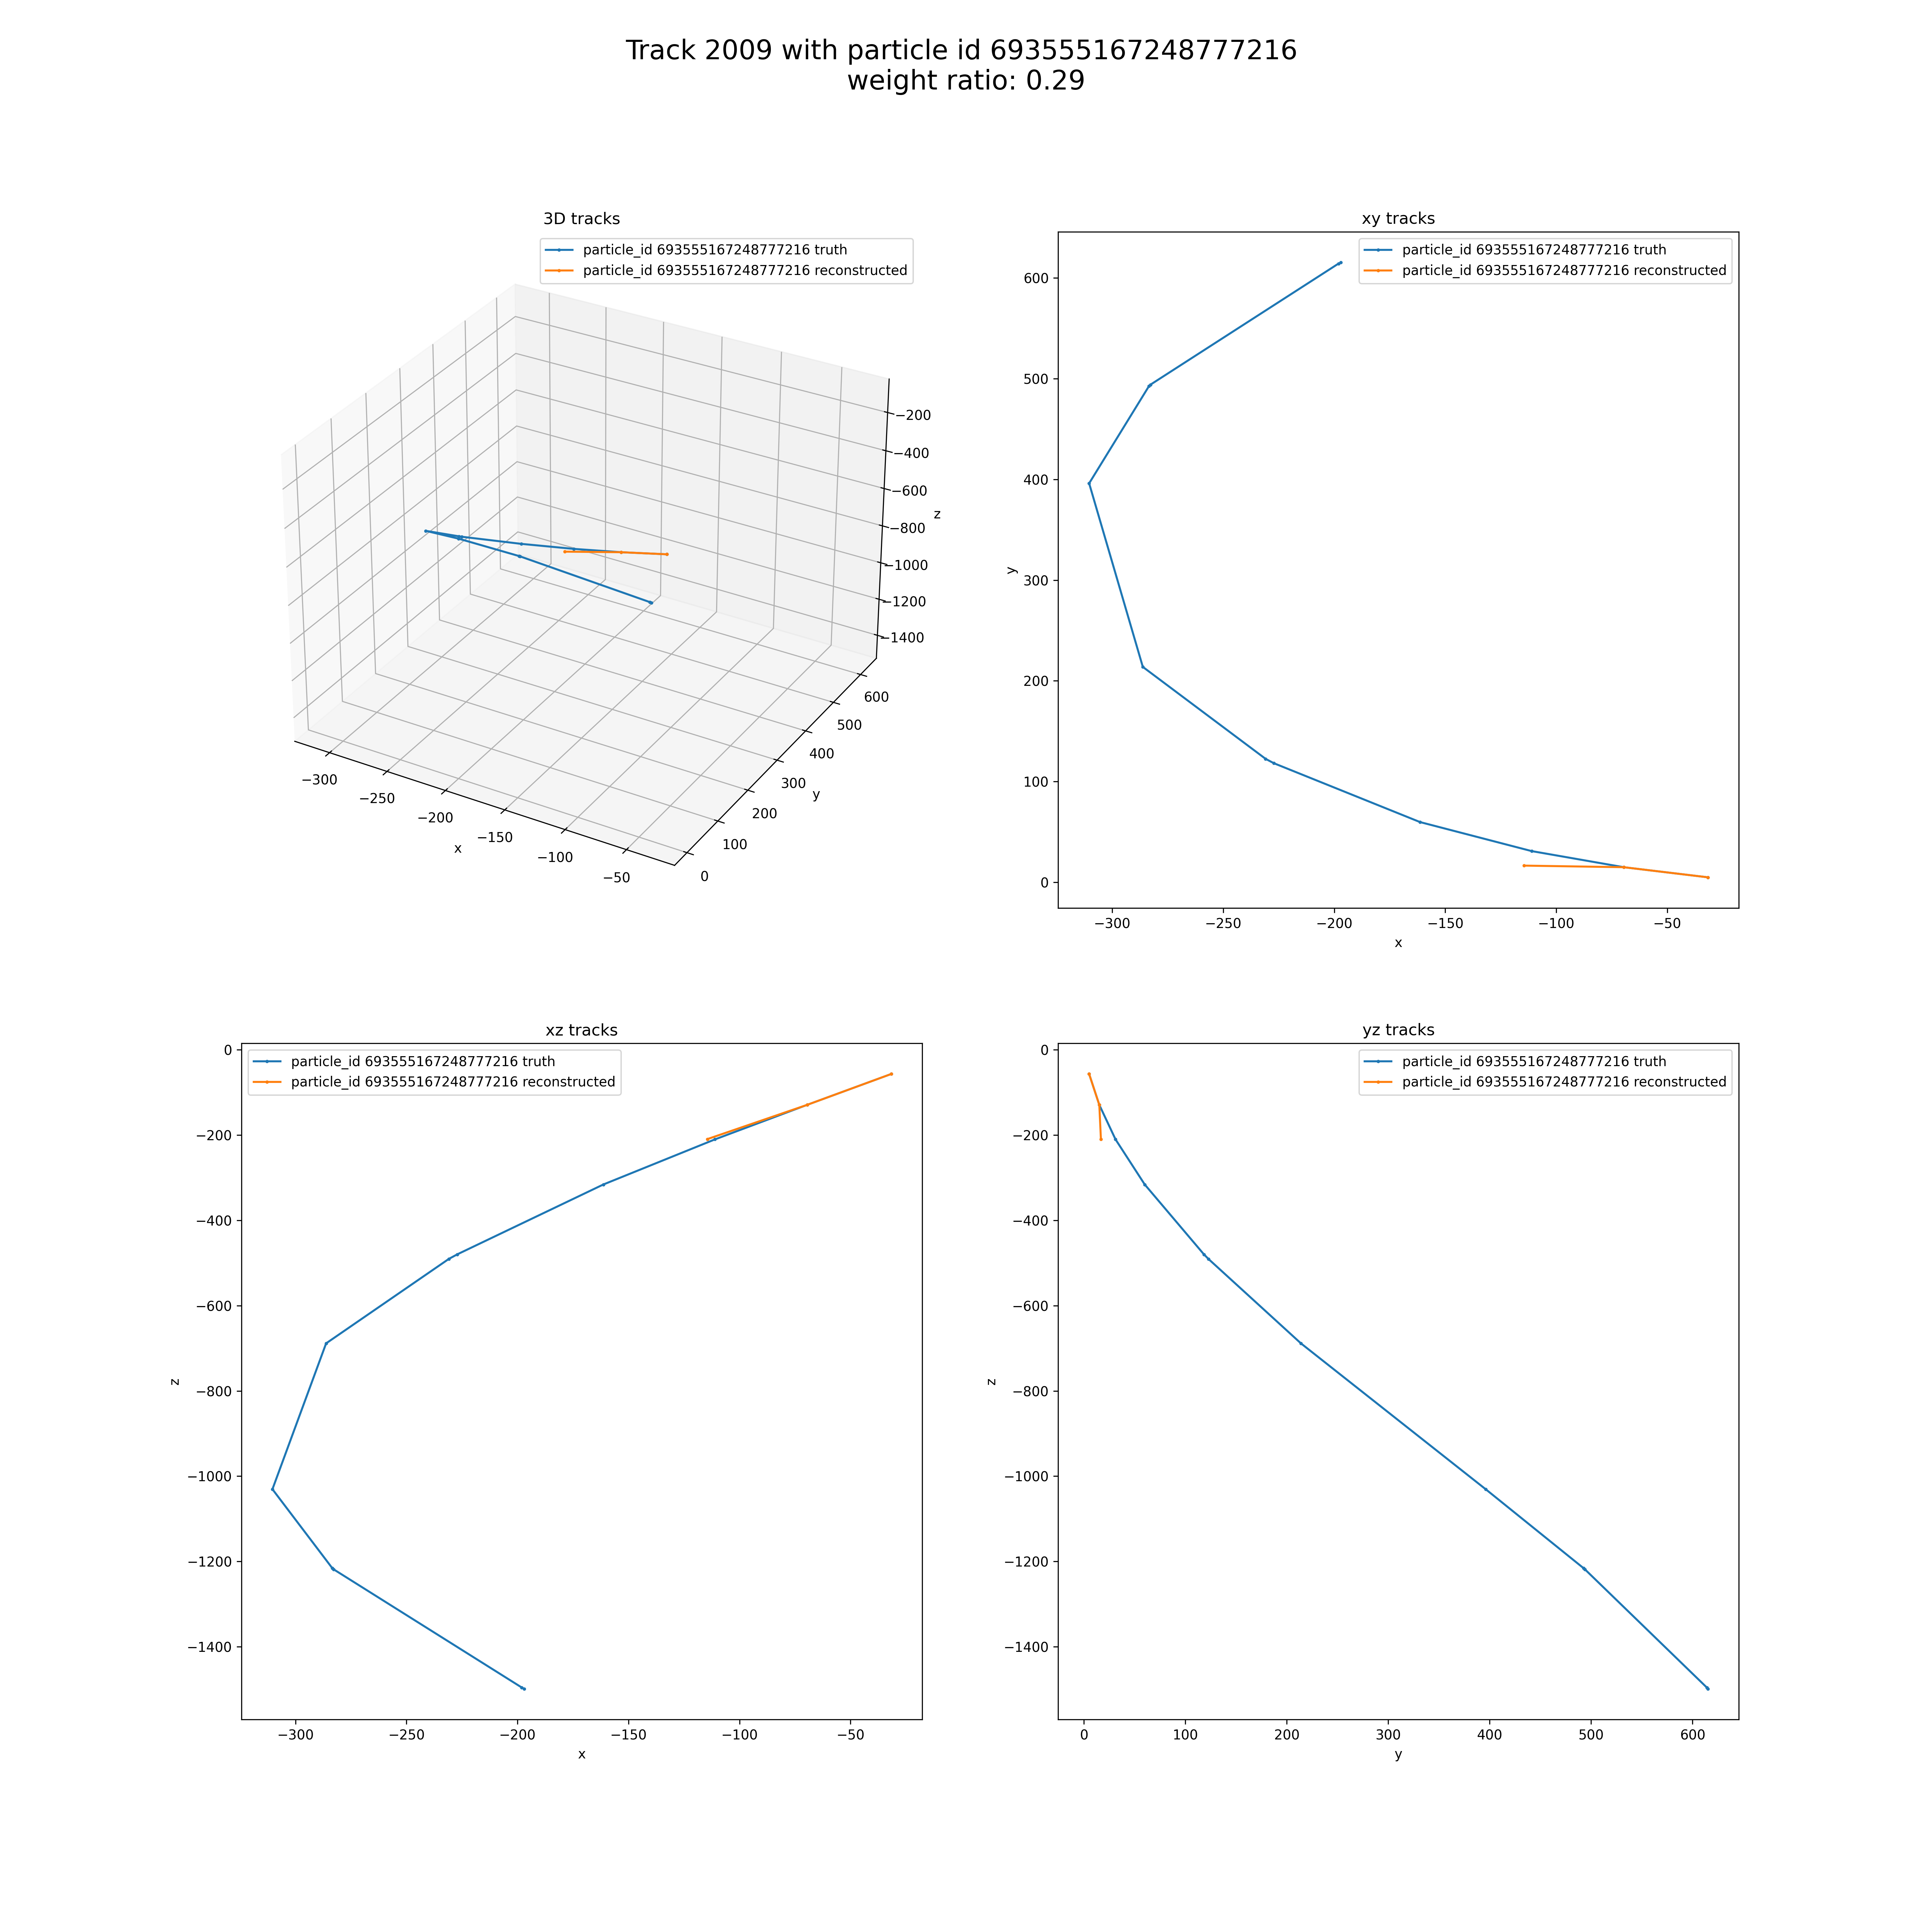 Track 2009 with particle id 693555167248777216
weight ratio: 0.29
3D tracks
particle_id 693555167248777216 truth
particle_id 693555167248777216 reconstructed
−200
−400
−600
−800
−1000
−1200
−1400
z
600
500
400
300
200
100
0
y
−300
−250
−200
−150
−100
−50
x
xy tracks
particle_id 693555167248777216 truth
particle_id 693555167248777216 reconstructed
600
500
400
300
200
100
0
y
−300 −250 −200 −150 −100 −50
x
xz tracks
particle_id 693555167248777216 truth
particle_id 693555167248777216 reconstructed
0
−200
−400
−600
−800
−1000
−1200
−1400
z
−300 −250 −200 −150 −100 −50
x
yz tracks
particle_id 693555167248777216 truth
particle_id 693555167248777216 reconstructed
0
−200
−400
−600
−800
−1000
−1200
−1400
z
0 100 200 300 400 500 600
y